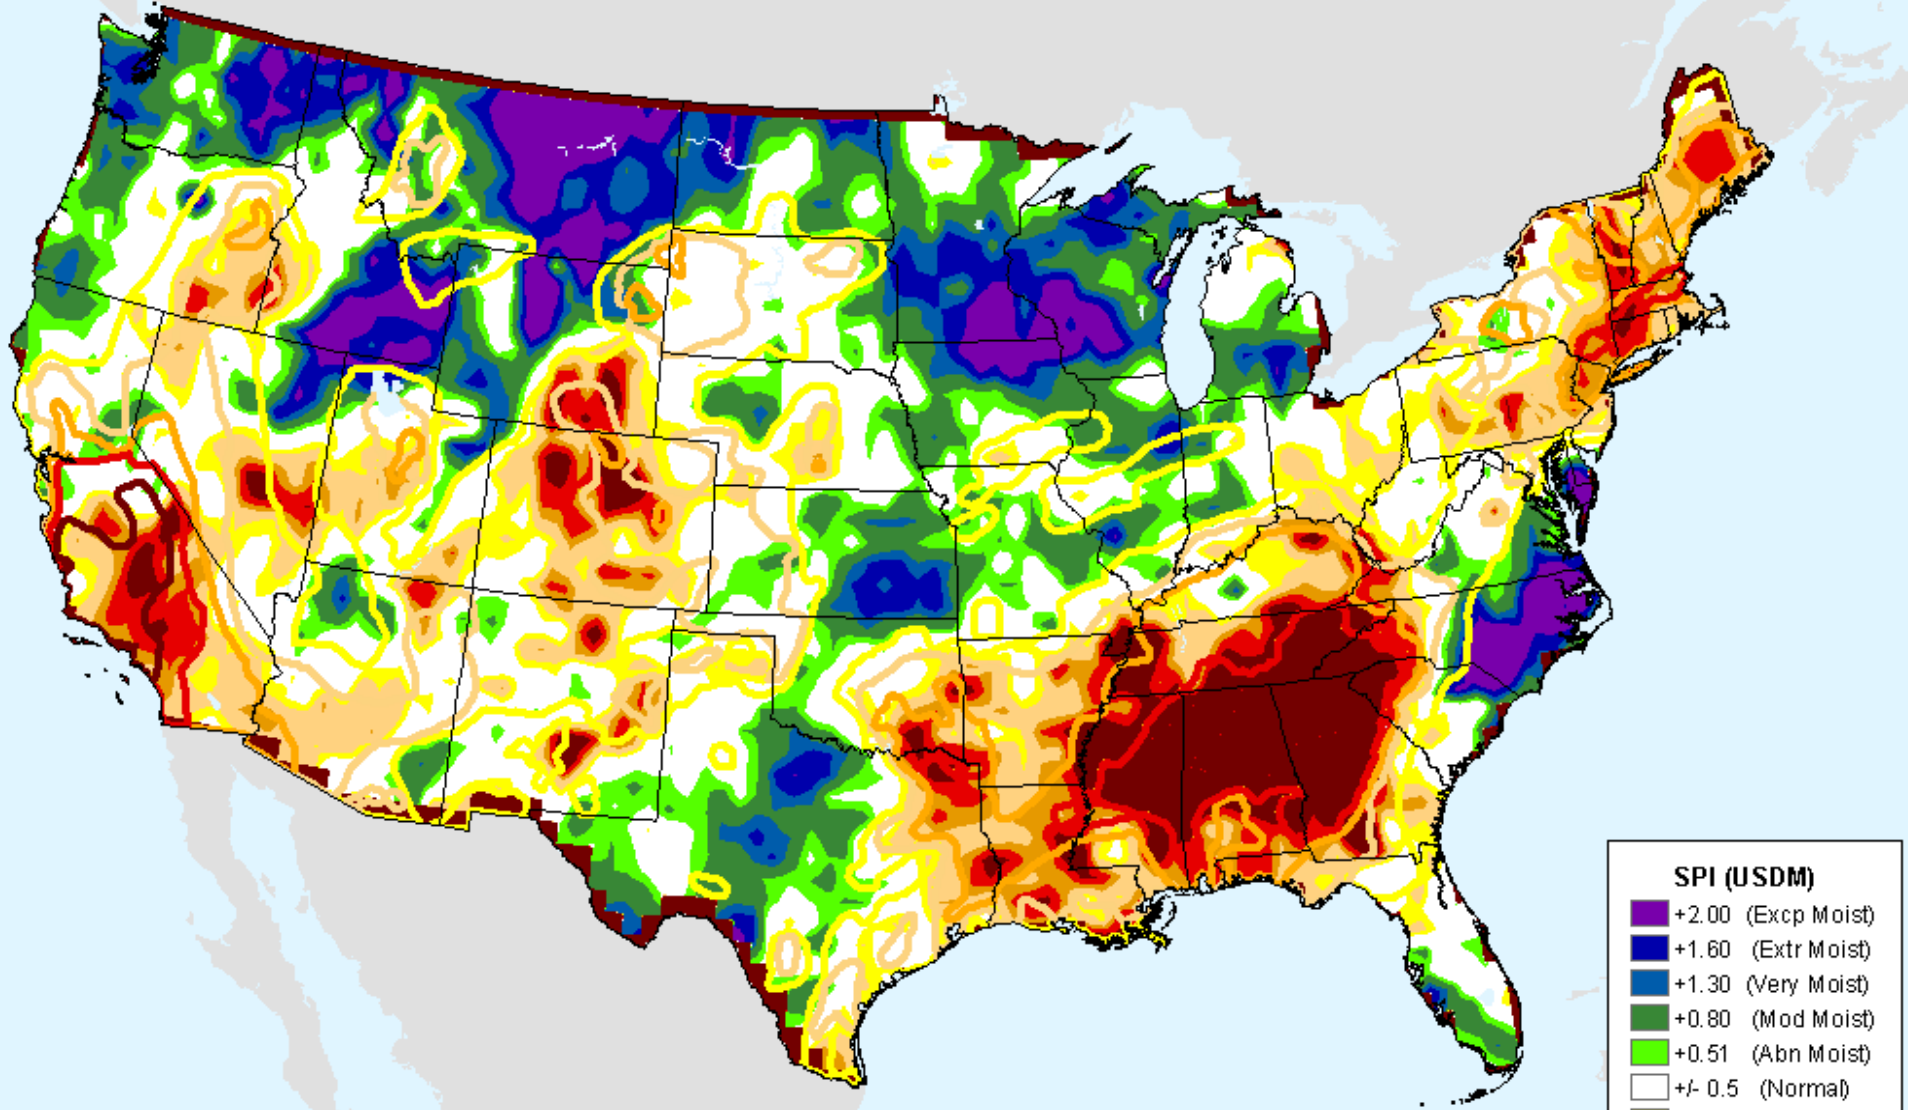 SPI (USDM)
+2.00 (Excp Moist)
+1.60 (Extr Moist)
+1.30 (Very Moist)
+0.80 (Mod Moist)
+0.51 (Abn Moist)
+/- 0.5 (Normal)